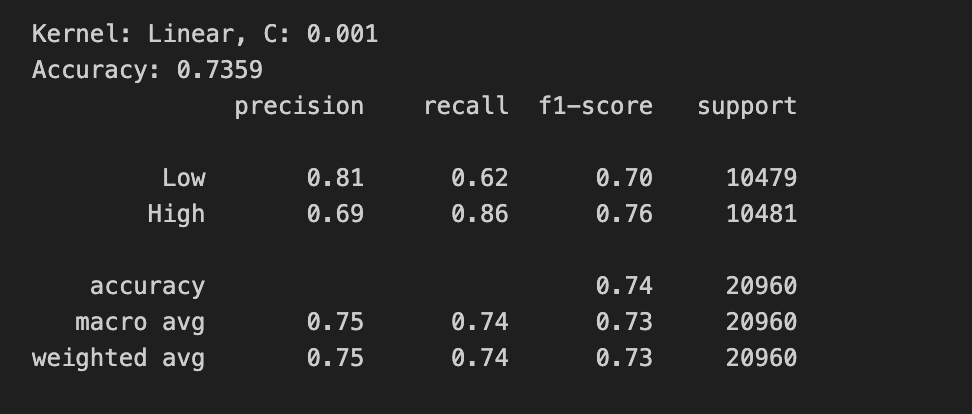 Kernel: Linear, C: 0.001
Accuracy: 0.7359
precision recall f1-score support
Low 0.81 0.62 0.70 10479
High 0.69 0.86 0.76 10481
accuracy 0.74 20960
macro avg 0.75 0.74 0.73 20960
weighted avg 0.75 0.74 0.73 20960